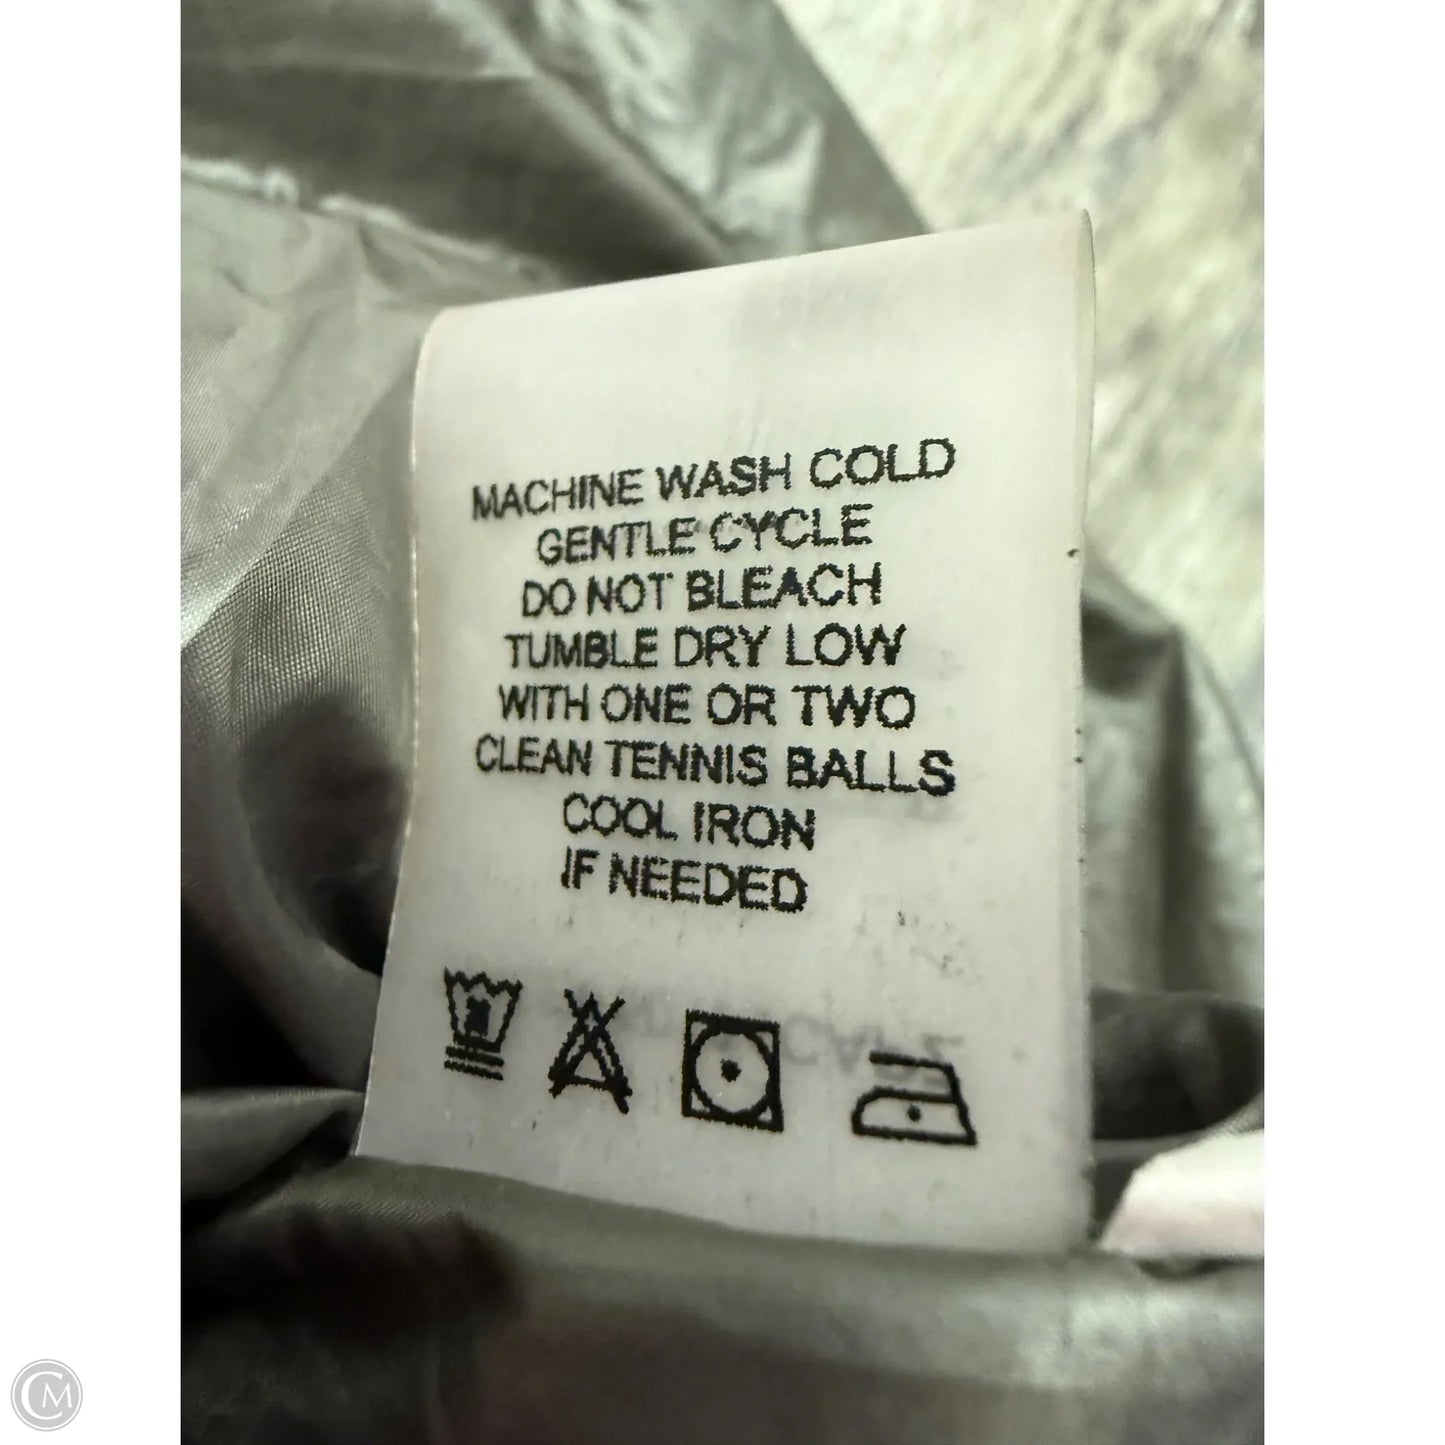 MACHINE WASH COLD
GENTLE CYCLE
DO NOT BLEACH
TUMBLE DRY LOW
WITH ONE OR TWO
CLEAN TENNIS BALLS
COOL IRON
IF NEEDED
CM